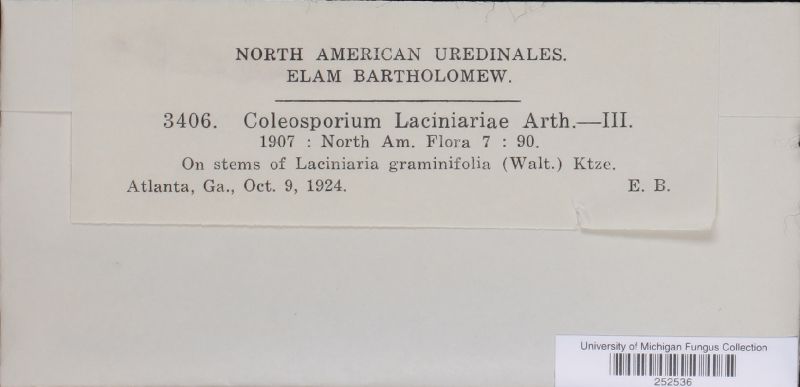 NORTH AMERICAN UREDINALES.
ELAM BARTHOLOMEW.
3406. Coleosporium Laciniariae Arth.—III.
1907 : North Am. Flora 7 : 90.
On stems of Laciniaria graminifolia (Walt.) Ktze.
Atlanta, Ga., Oct. 9, 1924. E. B.
University of Michigan Fungus Collection
252536